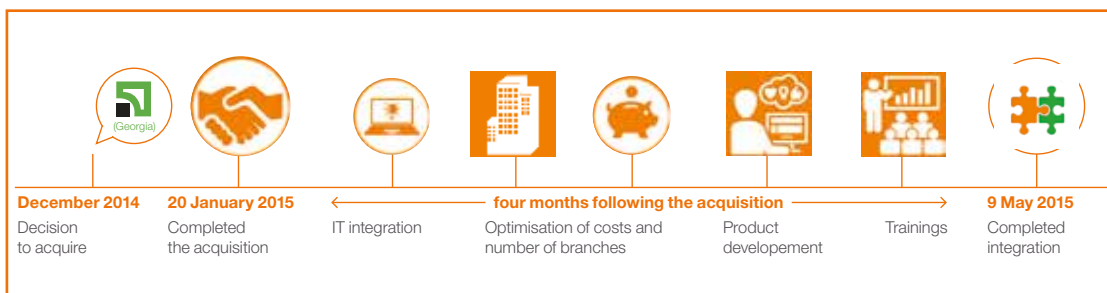 (Georgia)
December 2014
Decision
to acquire
20 January 2015
Completed
the acquisition
four months following the acquisition
IT integration
Optimisation of costs and
number of branches
Product
developement
Trainings
9 May 2015
Completed
integration